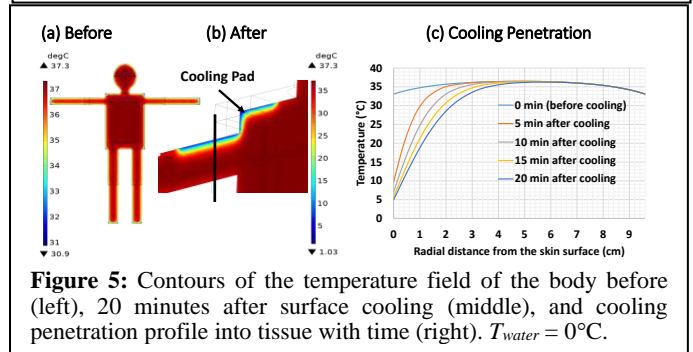 (a) Before
(b) After
(c) Cooling Penetration
degC
▲ 37.3
37
36
35
34
33
32
31
▼ 30.9
Cooling Pad
degC
▲ 37.3
35
30
25
20
15
10
5
▼ 1.03
Temperature (°C)
40
35
30
25
20
15
10
5
0
0 min (before cooling)
5 min after cooling
10 min after cooling
15 min after cooling
20 min after cooling
0 1 2 3 4 5 6 7 8 9
Radial distance from the skin surface (cm)
Figure 5: Contours of the temperature field of the body before
(left), 20 minutes after surface cooling (middle), and cooling
penetration profile into tissue with time (right). Twater = 0°C.